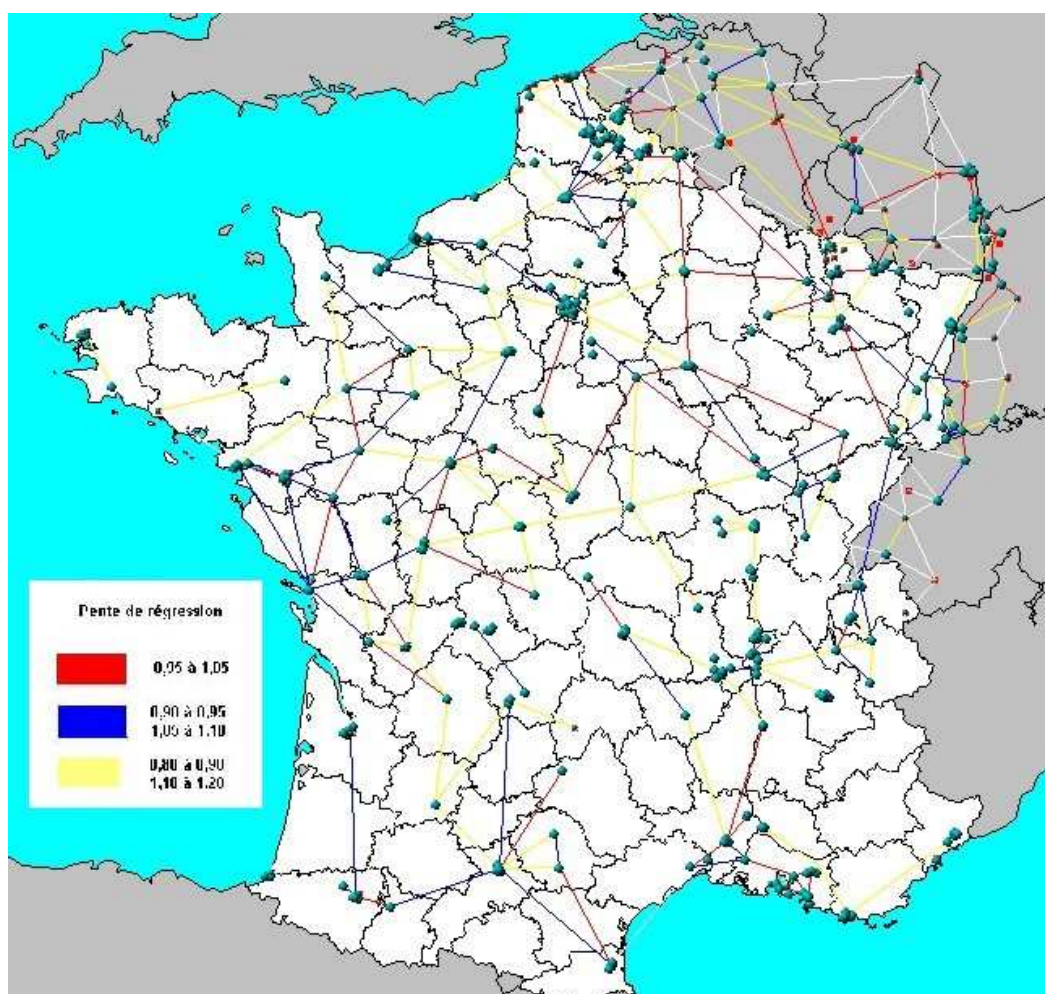 Pente de régression
0,95 à 1,05
0,90 à 0,95
1,05 à 1,10
0,80 à 0,90
1,10 à 1,20